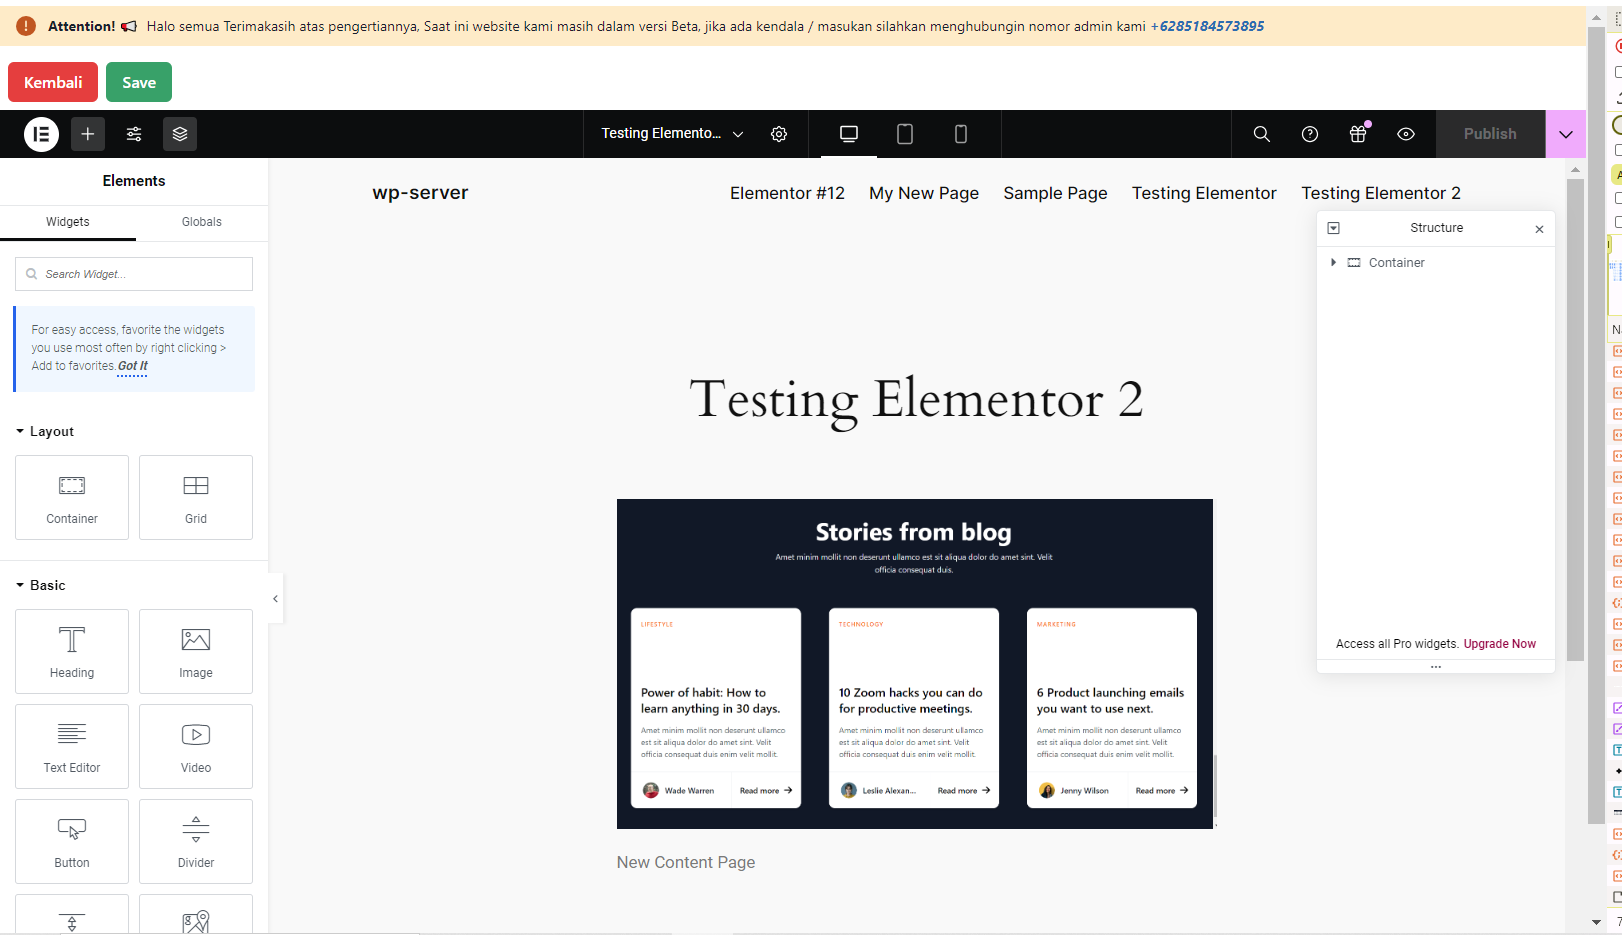 Attention! Halo semua Terimakasih atas pengertiannya, Saat ini website kami masih dalam versi Beta, jika ada kendala / masukan silahkan menghubungin nomor admin kami +6285184573895
Kembali
Save
Testing Elemento...
Publish
Elements
Widgets
Globals
Search Widget...
For easy access, favorite the widgets
you use most often by right clicking >
Add to favorites. Got It
Layout
Container
Grid
Basic
Heading
Image
Text Editor
Video
Button
Divider
wp-server
Elementor #12
My New Page
Sample Page
Testing Elementor
Testing Elementor 2
Testing Elementor 2
Stories from blog
Amet minim mollit non deserunt ullamco est sit aliqua dolor do amet sint. Velit
officia consequat duis.
LIFESTYLE
Power of habit: How to
learn anything in 30 days.
Amet minim mollit non deserunt ullamco
est sit aliqua dolor do amet sint. Velit
officia consequat duis enim velit mollit.
Wade Warren
Read more
TECHNOLOGY
10 Zoom hacks you can do
for productive meetings.
Amet minim mollit non deserunt ullamco
est sit aliqua dolor do amet sint. Velit
officia consequat duis enim velit mollit.
Leslie Alexan...
Read more
MARKETING
6 Product launching emails
you want to use next.
Amet minim mollit non deserunt ullamco
est sit aliqua dolor do amet sint. Velit
officia consequat duis enim velit mollit.
Jenny Wilson
Read more
New Content Page
Structure
Container
Access all Pro widgets. Upgrade Now